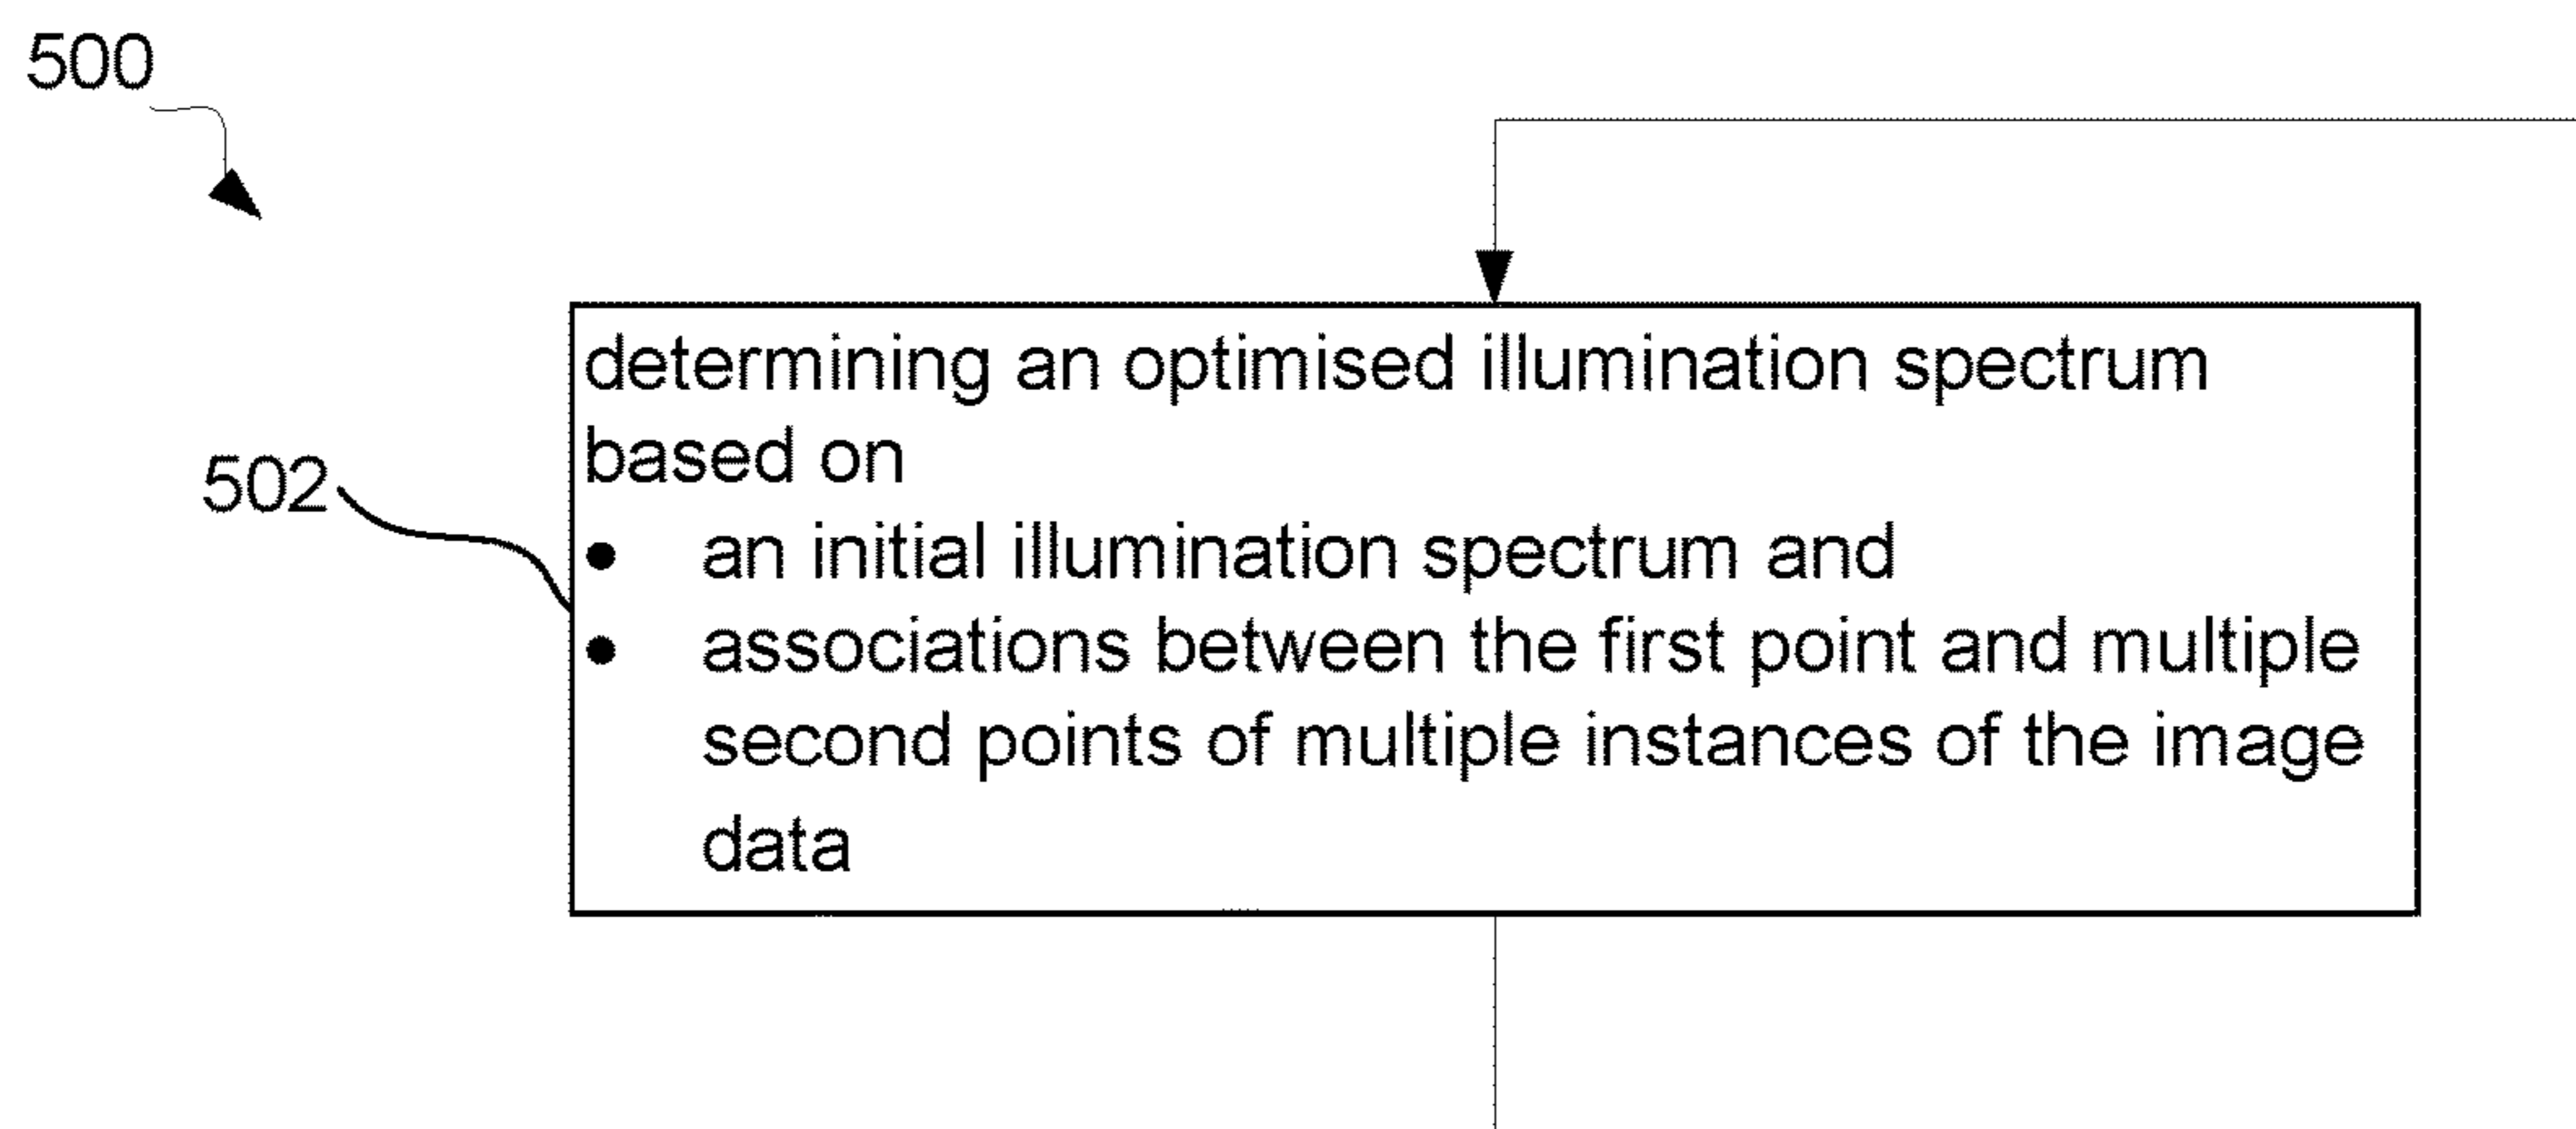 500
determining an optimised illumination spectrum
based on
502
• an initial illumination spectrum and
• associations between the first point and multiple
second points of multiple instances of the image
data